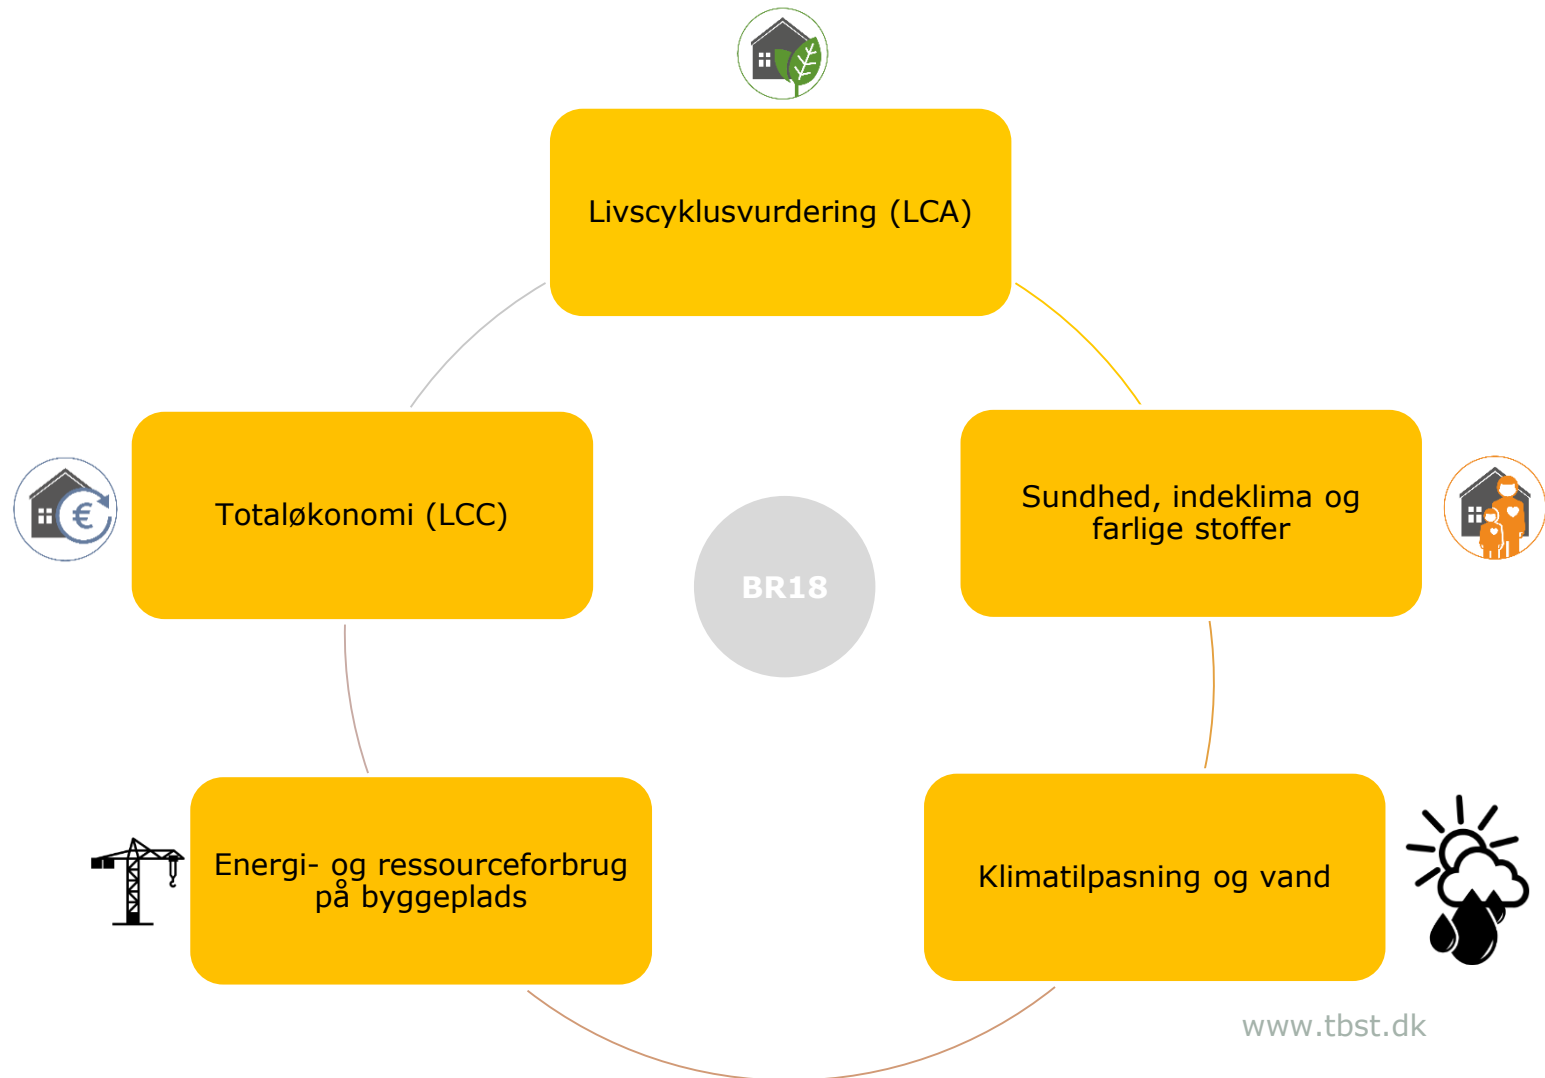 Livscyklusvurdering (LCA)
Totaløkonomi (LCC)
Sundhed, indeklima og
farlige stoffer
BR18
Energi- og ressourceforbrug
på byggeplads
Klimatilpasning og vand
www.tbst.dk